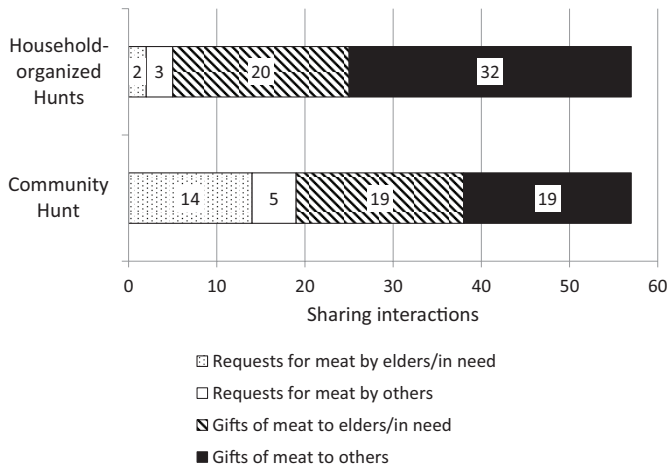 Household-
organized
Hunts
2 3 20 32
Community
Hunt
14 5 19 19
0 10 20 30 40 50 60
Sharing interactions
Requests for meat by elders/in need
Requests for meat by others
Gifts of meat to elders/in need
Gifts of meat to others